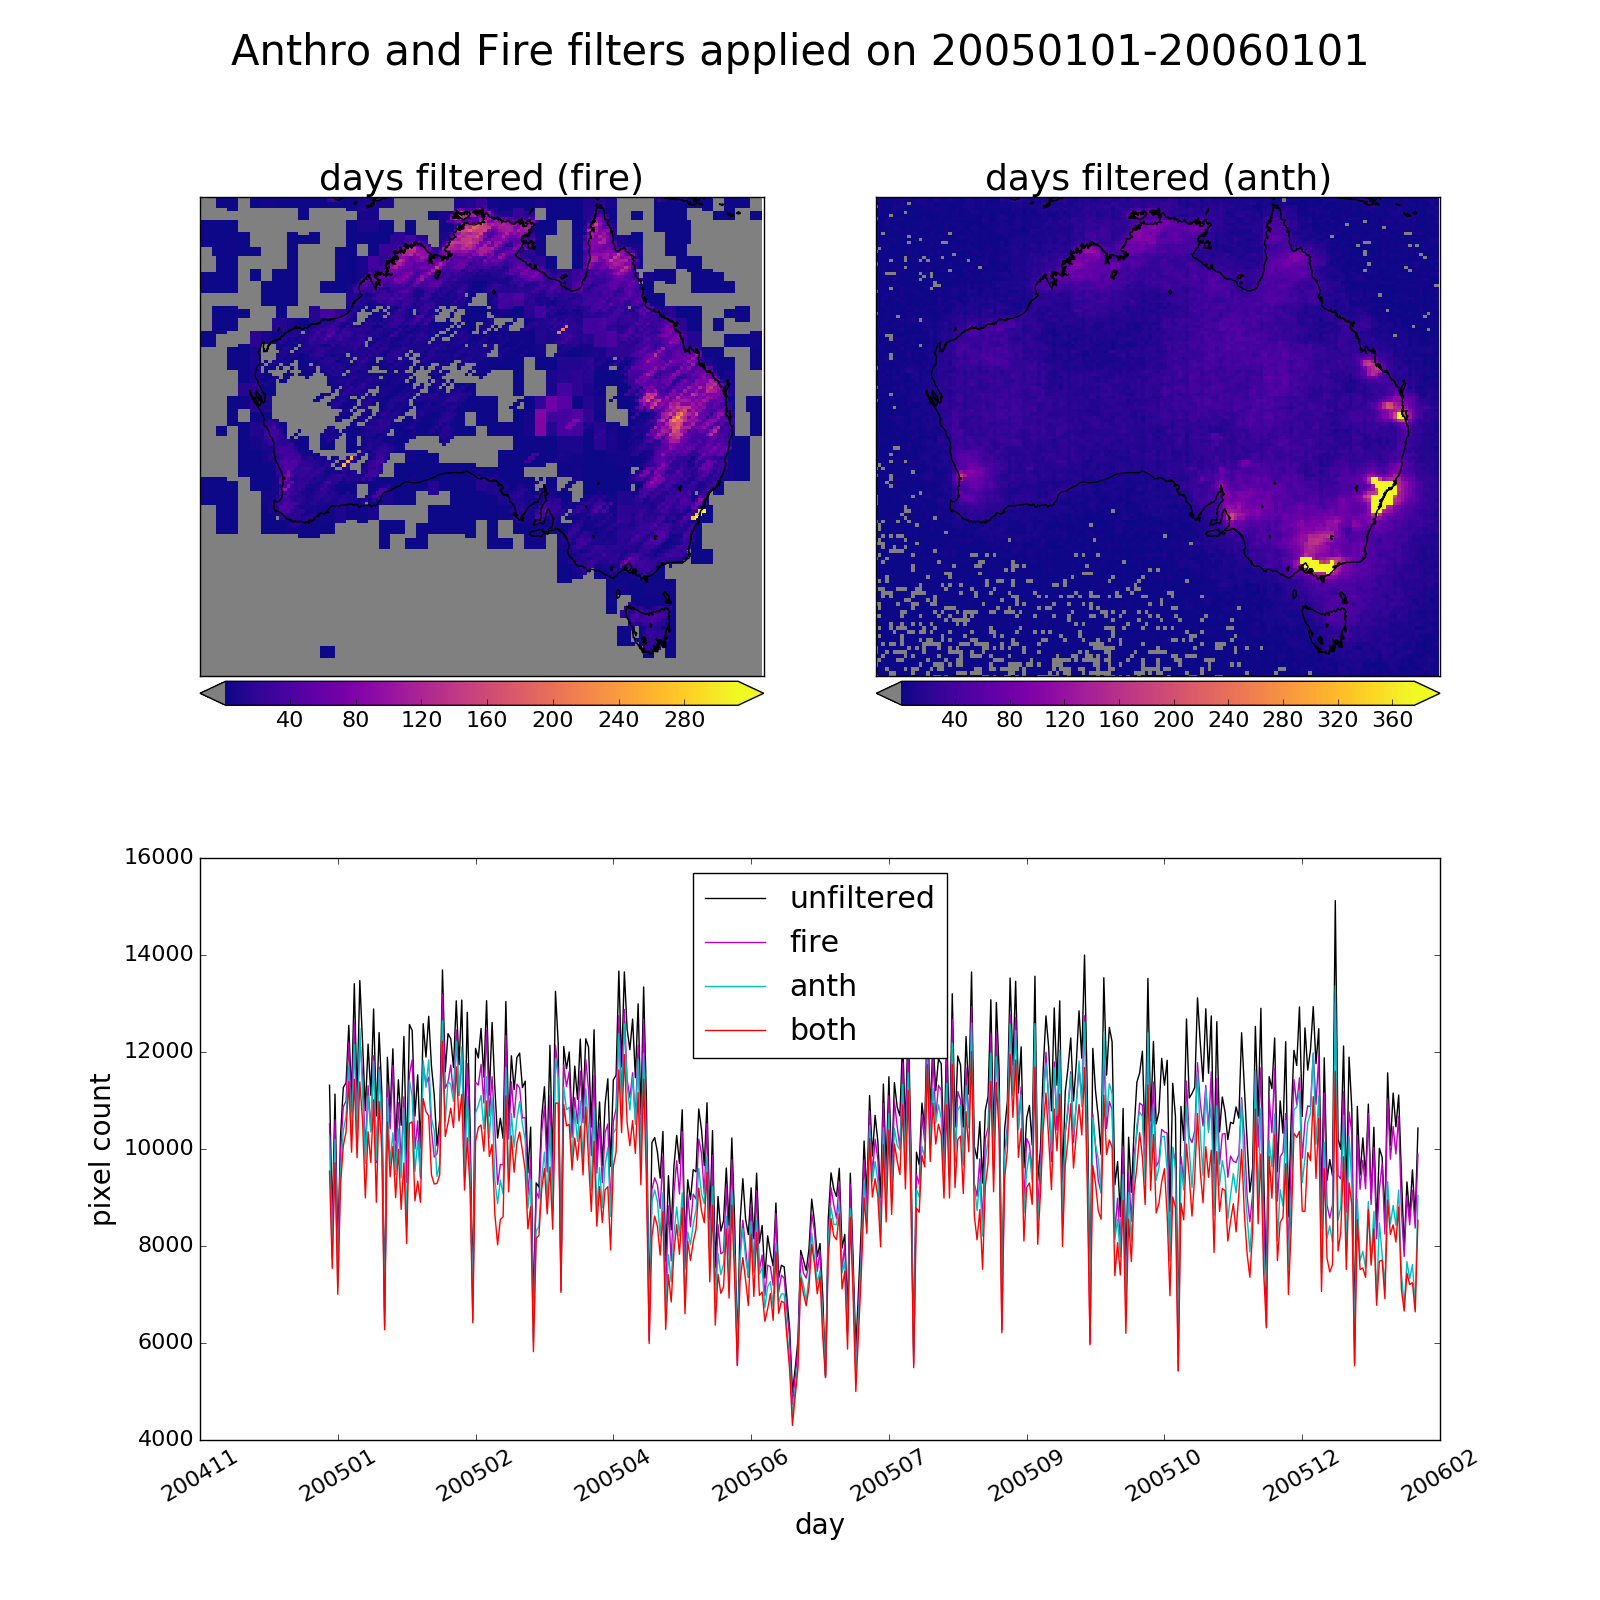 Anthro and Fire filters applied on 20050101-20060101
days filtered (fire)
days filtered (anth)
40 80 120 160 200 240 280
40 80 120 160 200 240 280 320 360
16000
14000
12000
10000
8000
6000
4000
pixel count
unfiltered
fire
anth
both
200411 200501 200502 200504 200506 200507 200509 200510 200512 200602
day